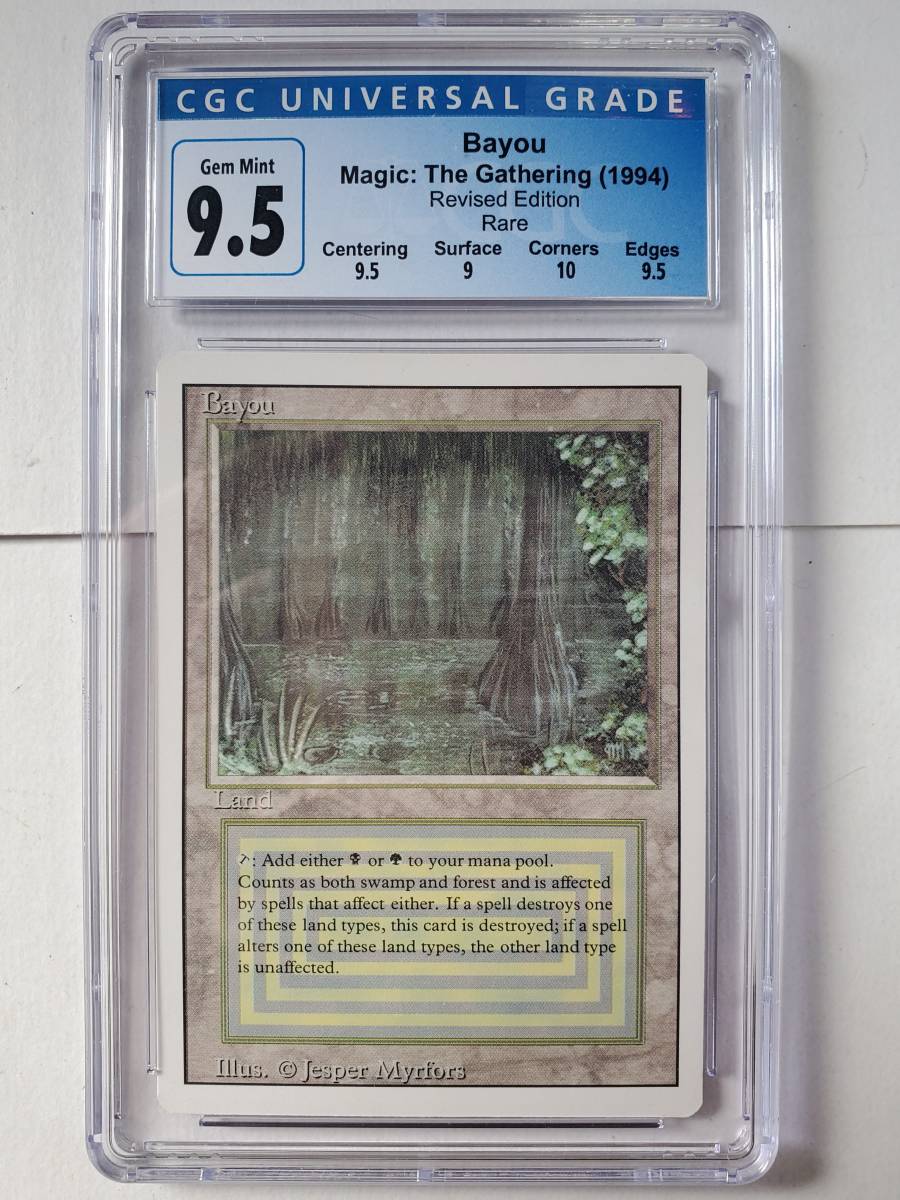 CGC UNIVERSAL GRADE
Gem Mint
9.5
Bayou
Magic: The Gathering (1994)
Revised Edition
Rare
Centering Surface Corners Edges
9.5 9 10 9.5
Bayou
Land
: Add either or to your mana pool.
Counts as both swamp and forest and is affected
by spells that affect either. If a spell destroys one
of these land types, this card is destroyed; if a spell
alters one of these land types, the other land type
is unaffected.
Illus. © Jesper Myrfors